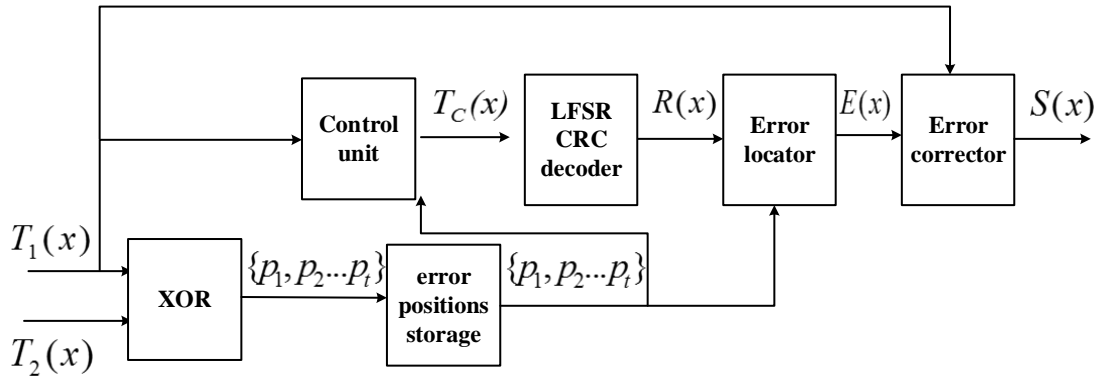 Control
unit
T_C(x)
LFSR
CRC
decoder
R(x)
Error
locator
E(x)
Error
corrector
S(x)
T_1(x)
T_2(x)
XOR
{p_1, p_2...p_t}
error
positions
storage
{p_1, p_2...p_t}